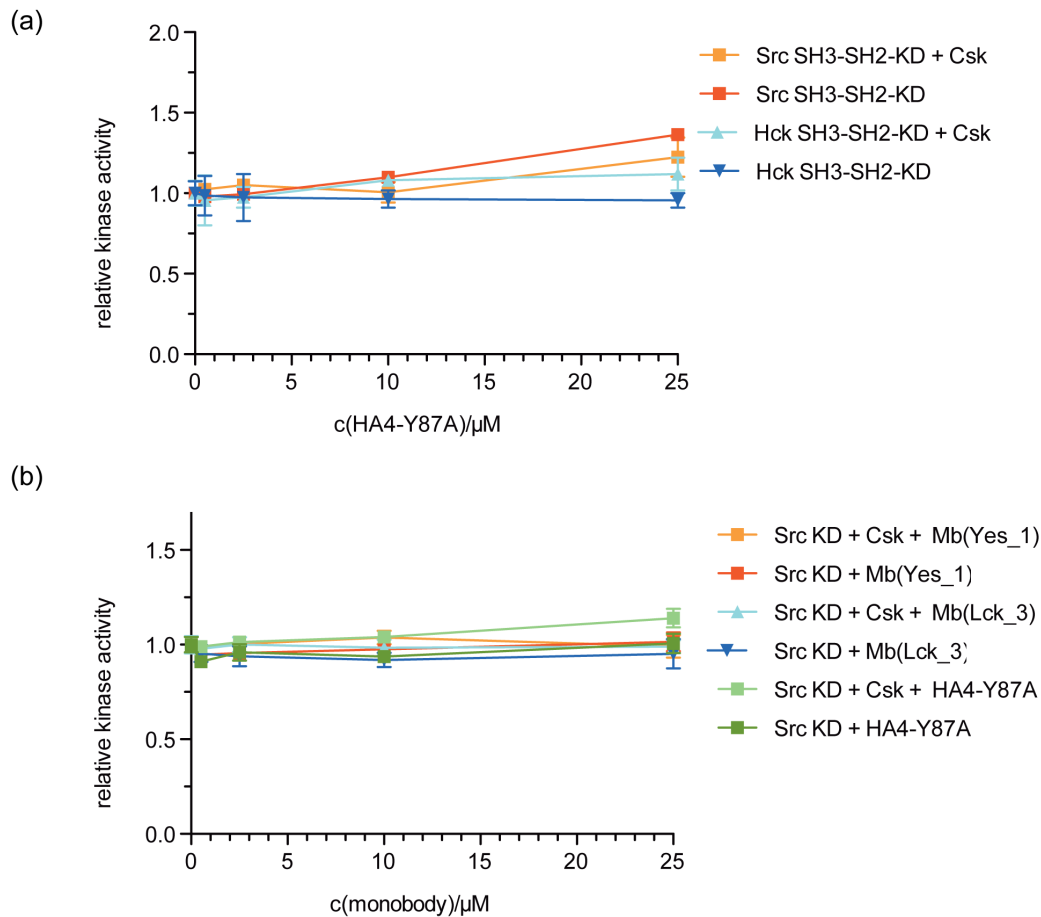 (a)
2.0
1.5
1.0
0.5
0.0
relative kinase activity
0 5 10 15 20 25
c(HA4-Y87A)/µM
Src SH3-SH2-KD + Csk
Src SH3-SH2-KD
Hck SH3-SH2-KD + Csk
Hck SH3-SH2-KD
(b)
1.5
1.0
0.5
0.0
relative kinase activity
0 5 10 15 20 25
c(monobody)/µM
Src KD + Csk + Mb(Yes_1)
Src KD + Mb(Yes_1)
Src KD + Csk + Mb(Lck_3)
Src KD + Mb(Lck_3)
Src KD + Csk + HA4-Y87A
Src KD + HA4-Y87A